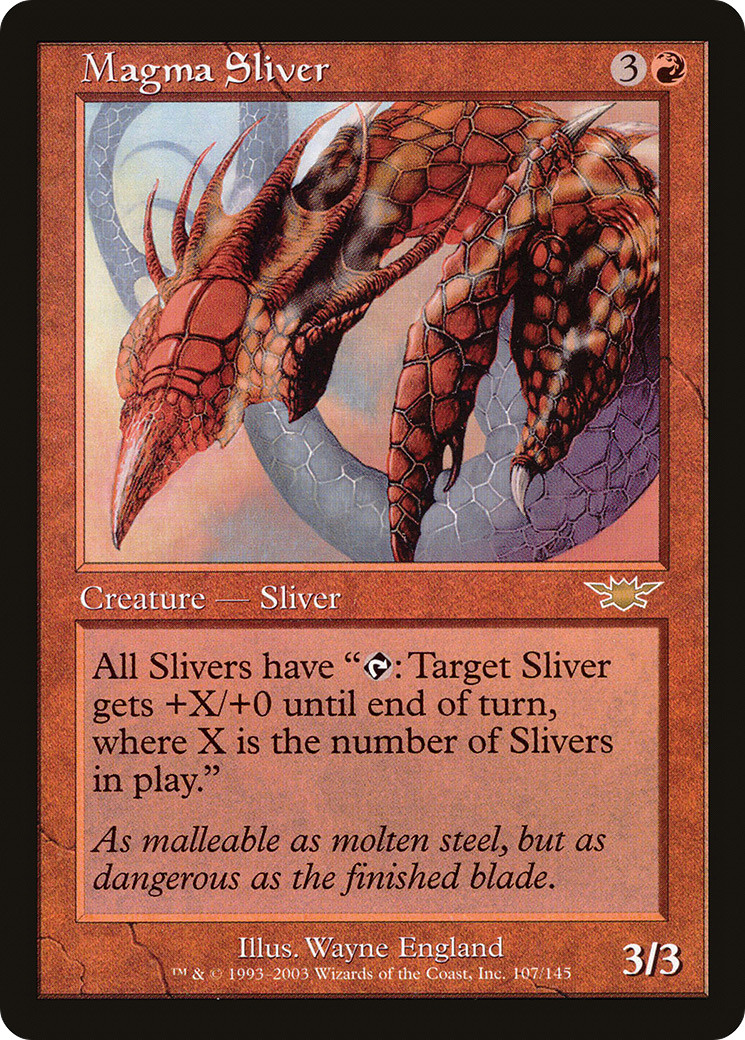 Magma Sliver 3
Creature — Sliver
All Slivers have “: Target Sliver
gets +X/+0 until end of turn,
where X is the number of Slivers
in play.”
As malleable as molten steel, but as
dangerous as the finished blade.
Illus. Wayne England
™ & © 1993–2003 Wizards of the Coast, Inc. 107/145
3/3